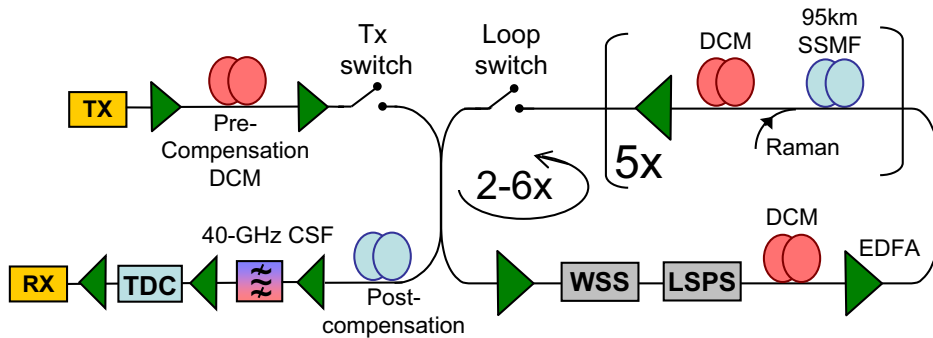 TX
Pre-
Compensation
DCM
Tx
switch
Loop
switch
DCM
95km
SSMF
Raman
5x
2-6x
RX
TDC
40-GHz CSF
Post-
compensation
WSS
LSPS
DCM
EDFA